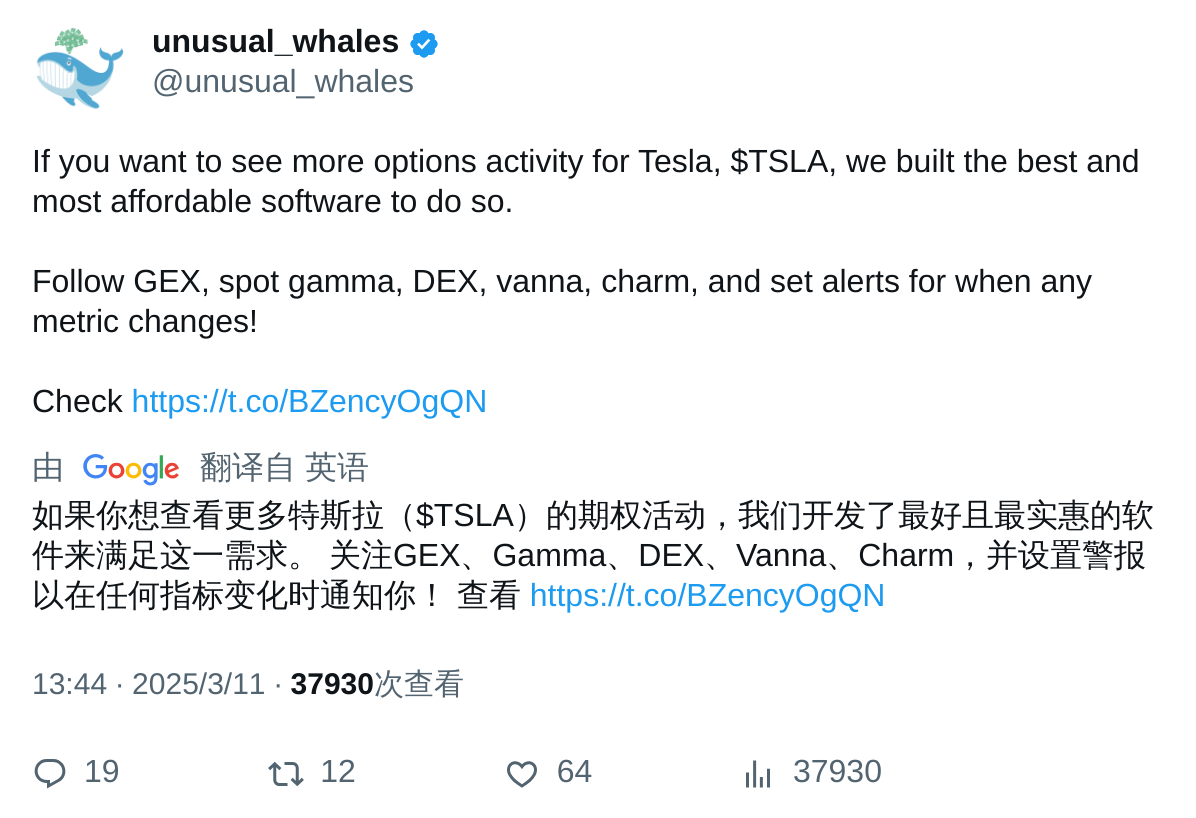 unusual_whales
@unusual_whales
If you want to see more options activity for Tesla, $TSLA, we built the best and
most affordable software to do so.
Follow GEX, spot gamma, DEX, vanna, charm, and set alerts for when any
metric changes!
Check https://t.co/BZencyOgQN
由 Google 翻译自 英语
如果你想查看更多特斯拉（$TSLA）的期权活动，我们开发了最好且最实惠的软
件来满足这一需求。 关注GEX、Gamma、DEX、Vanna、Charm，并设置警报
以在任何指标变化时通知你！ 查看 https://t.co/BZencyOgQN
13:44 · 2025/3/11 · 37930次查看
19 12 64 37930